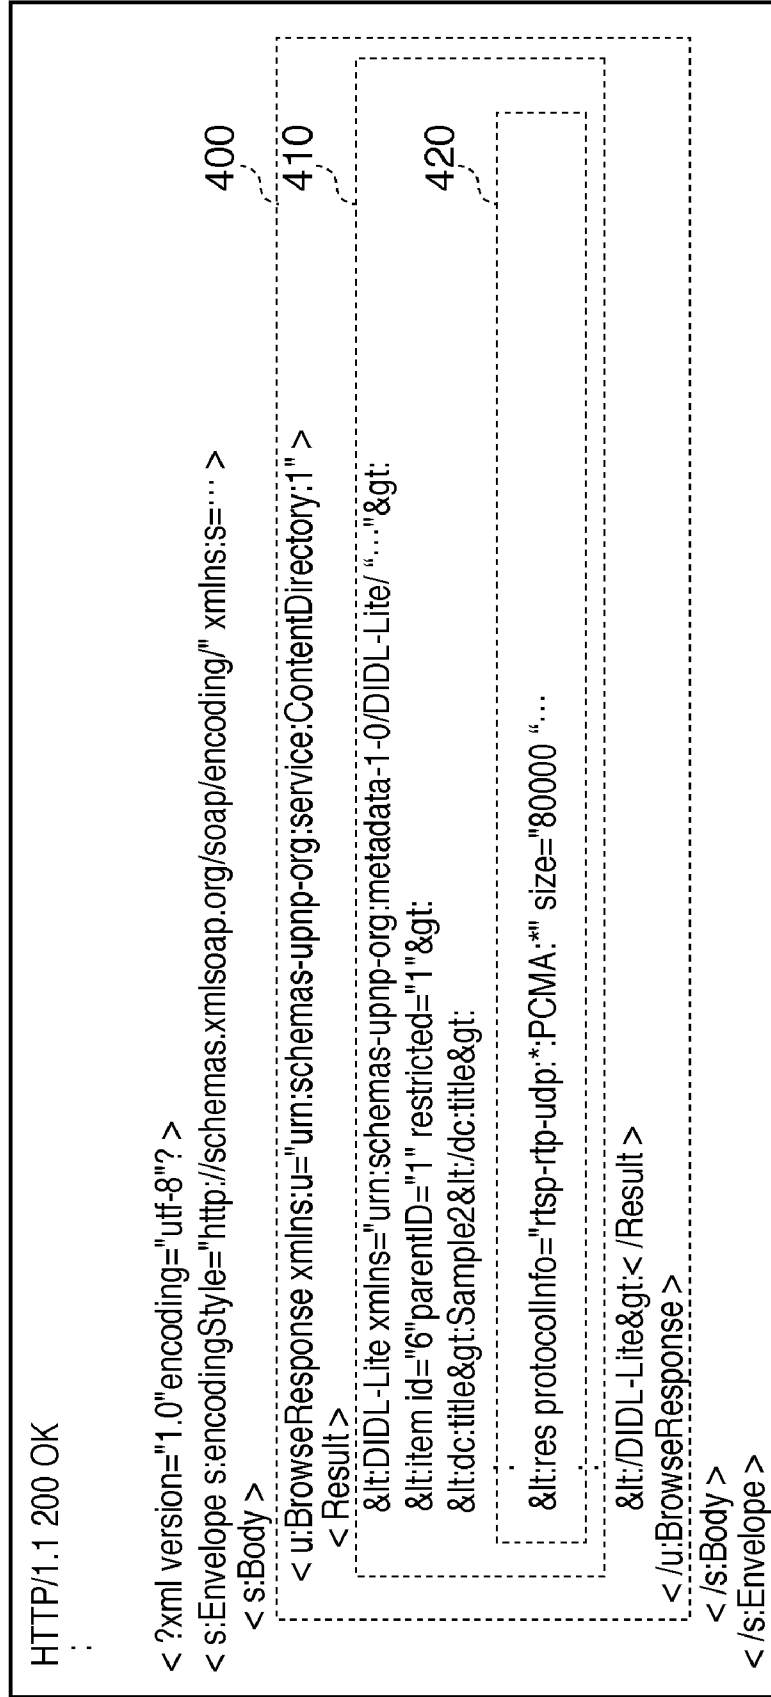 HTTP/1.1 200 OK
:
< ?xml version="1.0"encoding="utf-8"? >
< s:Envelope s:encodingStyle="http://schemas.xmlsoap.org/soap/encoding/" xmlns:s=··· >
< s:Body >
400
< u:BrowseResponse xmlns:u="urn:schemas-upnp-org:service:ContentDirectory:1" >
< Result >
410
&lt:DIDL-Lite xmlns="urn:schemas-upnp-org:metadata-1-0/DIDL-Lite/ “…"&gt:
&lt:item id="6"parentID="1" restricted="1"&gt:
&lt:dc:title&gt:Sample2&lt:/dc:title&gt:
:
420
&lt:res protocolInfo="rtsp-rtp-udp:*:PCMA:*" size="80000 “…
:
&lt:/DIDL-Lite&gt:< /Result >
< /u:BrowseResponse >
< /s:Body >
< /s:Envelope >